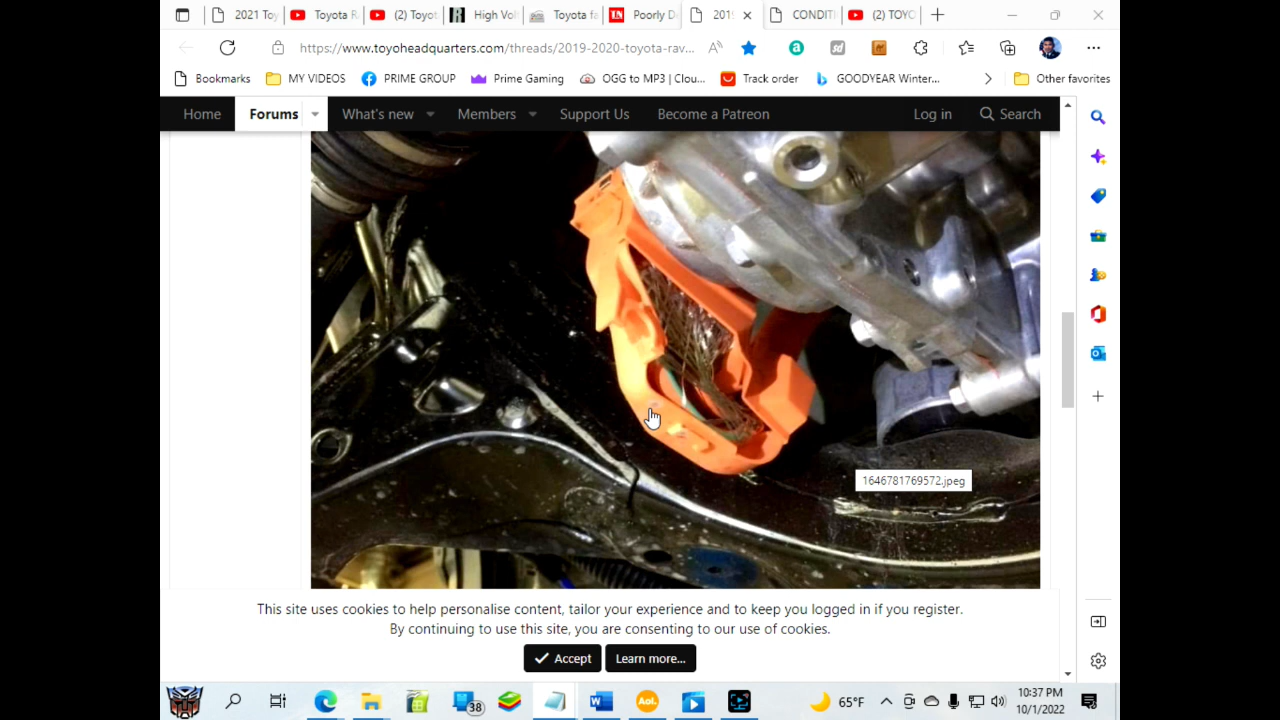 2021 Toy
Toyota R
(2) Toyot
High Vol
Toyota fa
Poorly D
2019
CONDITI
(2) TOYO
https://www.toyoheadquarters.com/threads/2019-2020-toyota-rav...
Bookmarks
MY VIDEOS
PRIME GROUP
Prime Gaming
OGG to MP3 | Clou...
Track order
GOODYEAR Winter...
Other favorites
Home
Forums
What's new
Members
Support Us
Become a Patreon
Log in
Search
1646781769572.jpeg
This site uses cookies to help personalise content, tailor your experience and to keep you logged in if you register.
By continuing to use this site, you are consenting to our use of cookies.
Accept
Learn more...
38
Aol.
65°F
10:37 PM
10/1/2022